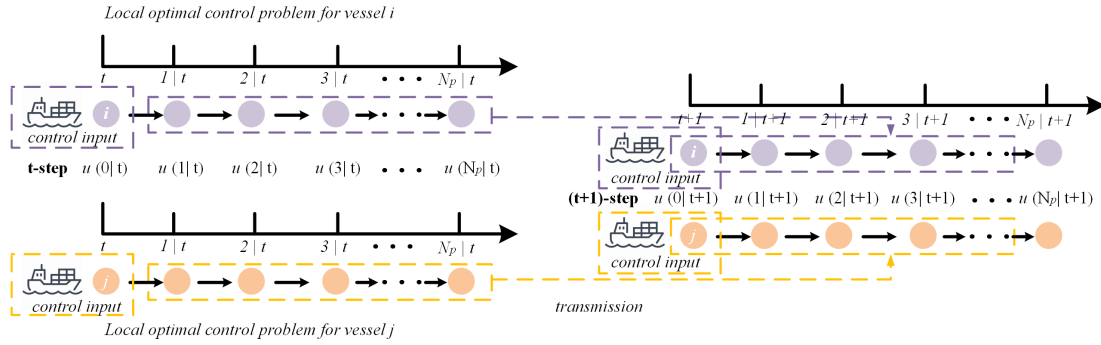 Local optimal control problem for vessel i
t 1 | t 2 | t 3 | t • • • Np | t
i
control input
t-step u (0| t) u (1| t) u (2| t) u (3| t) • • • u (Np| t)
t 1 | t 2 | t 3 | t • • • Np | t
j
control input
Local optimal control problem for vessel j
t+1 1 | t+1 2 | t+1 3 | t+1 • • • Np | t+1
i
control input
(t+1)-step u (0| t+1) u (1| t+1) u (2| t+1) u (3| t+1) • • • u (Np| t+1)
j
control input
transmission